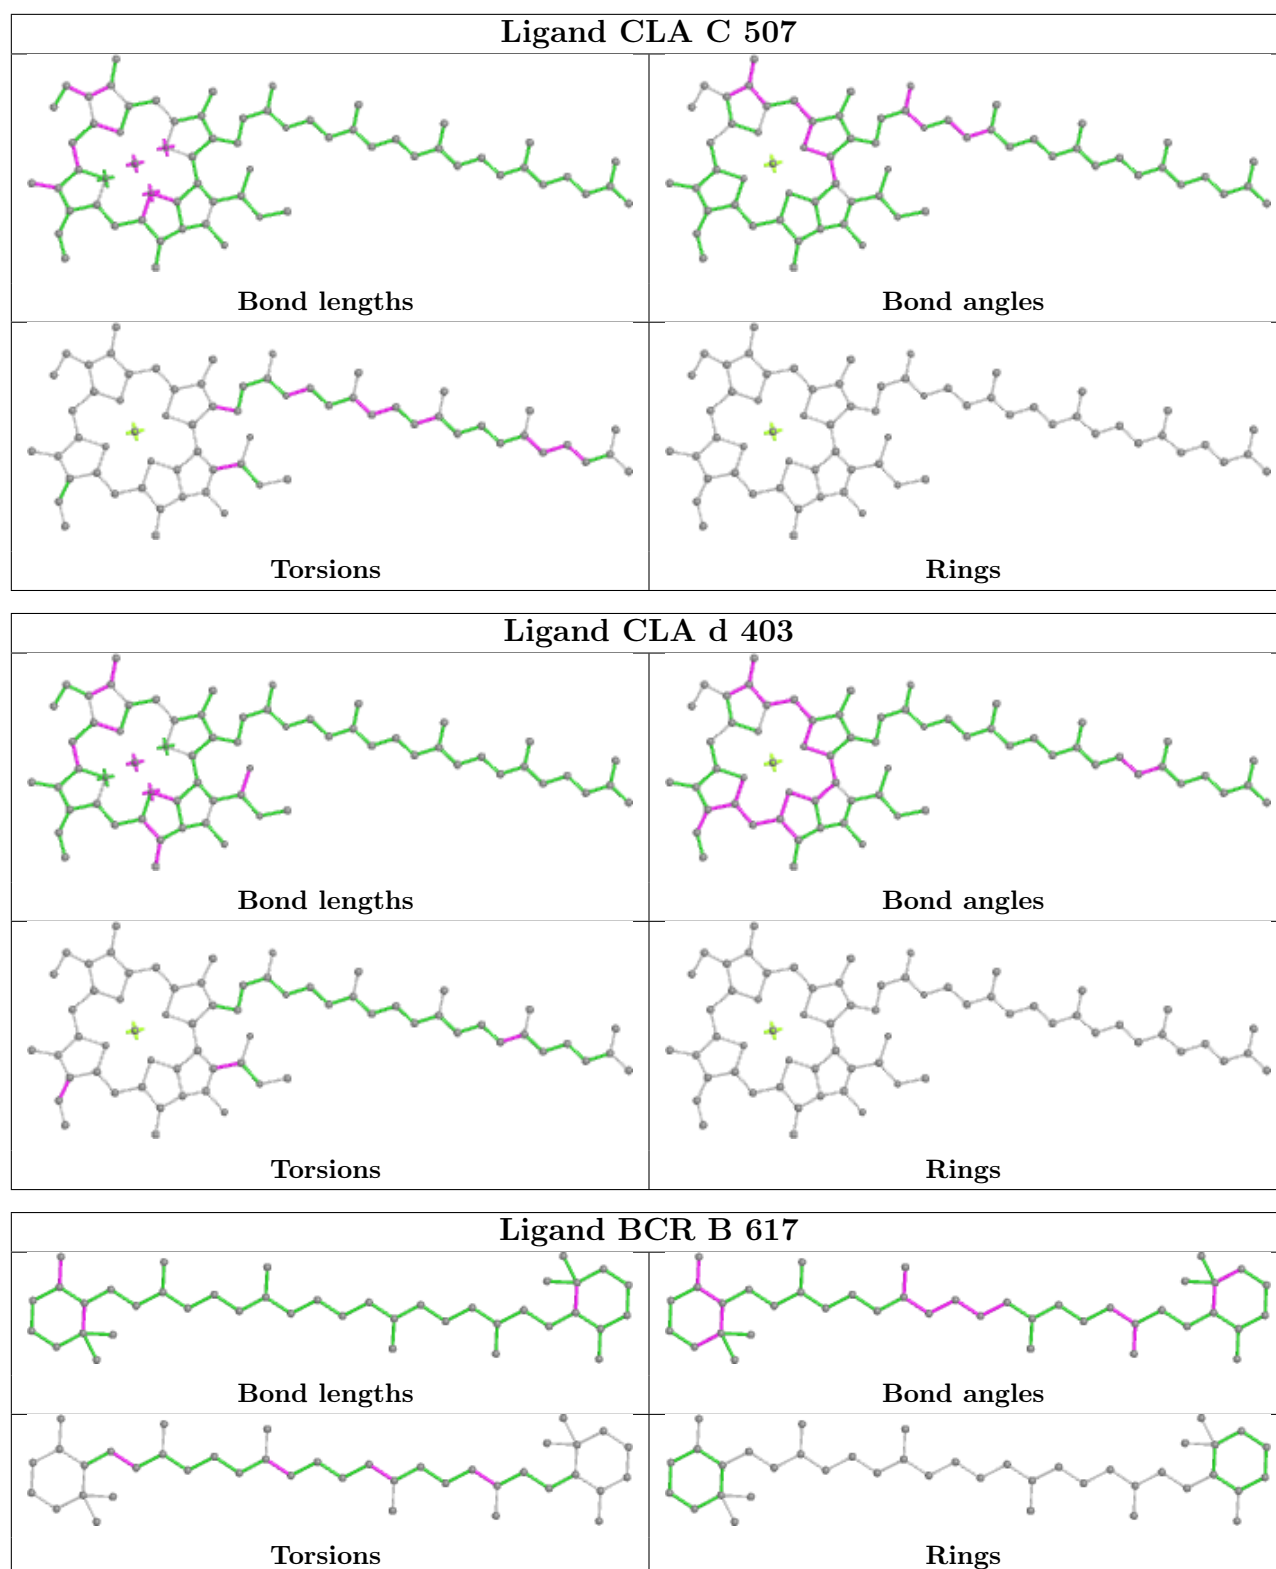 Ligand CLA C 507
Bond lengths
Bond angles
Torsions
Rings
Ligand CLA d 403
Bond lengths
Bond angles
Torsions
Rings
Ligand BCR B 617
Bond lengths
Bond angles
Torsions
Rings